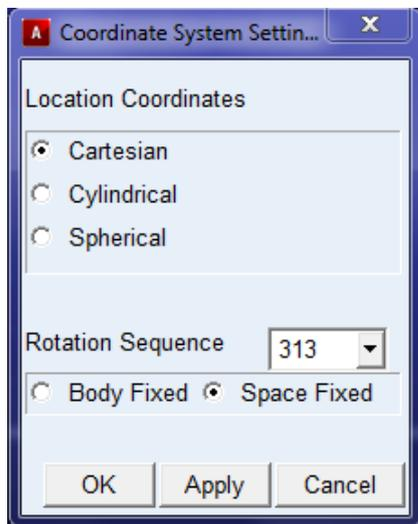 A Coordinate System Settin... X
Location Coordinates
Cartesian
Cylindrical
Spherical
Rotation Sequence 313
Body Fixed Space Fixed
OK Apply Cancel